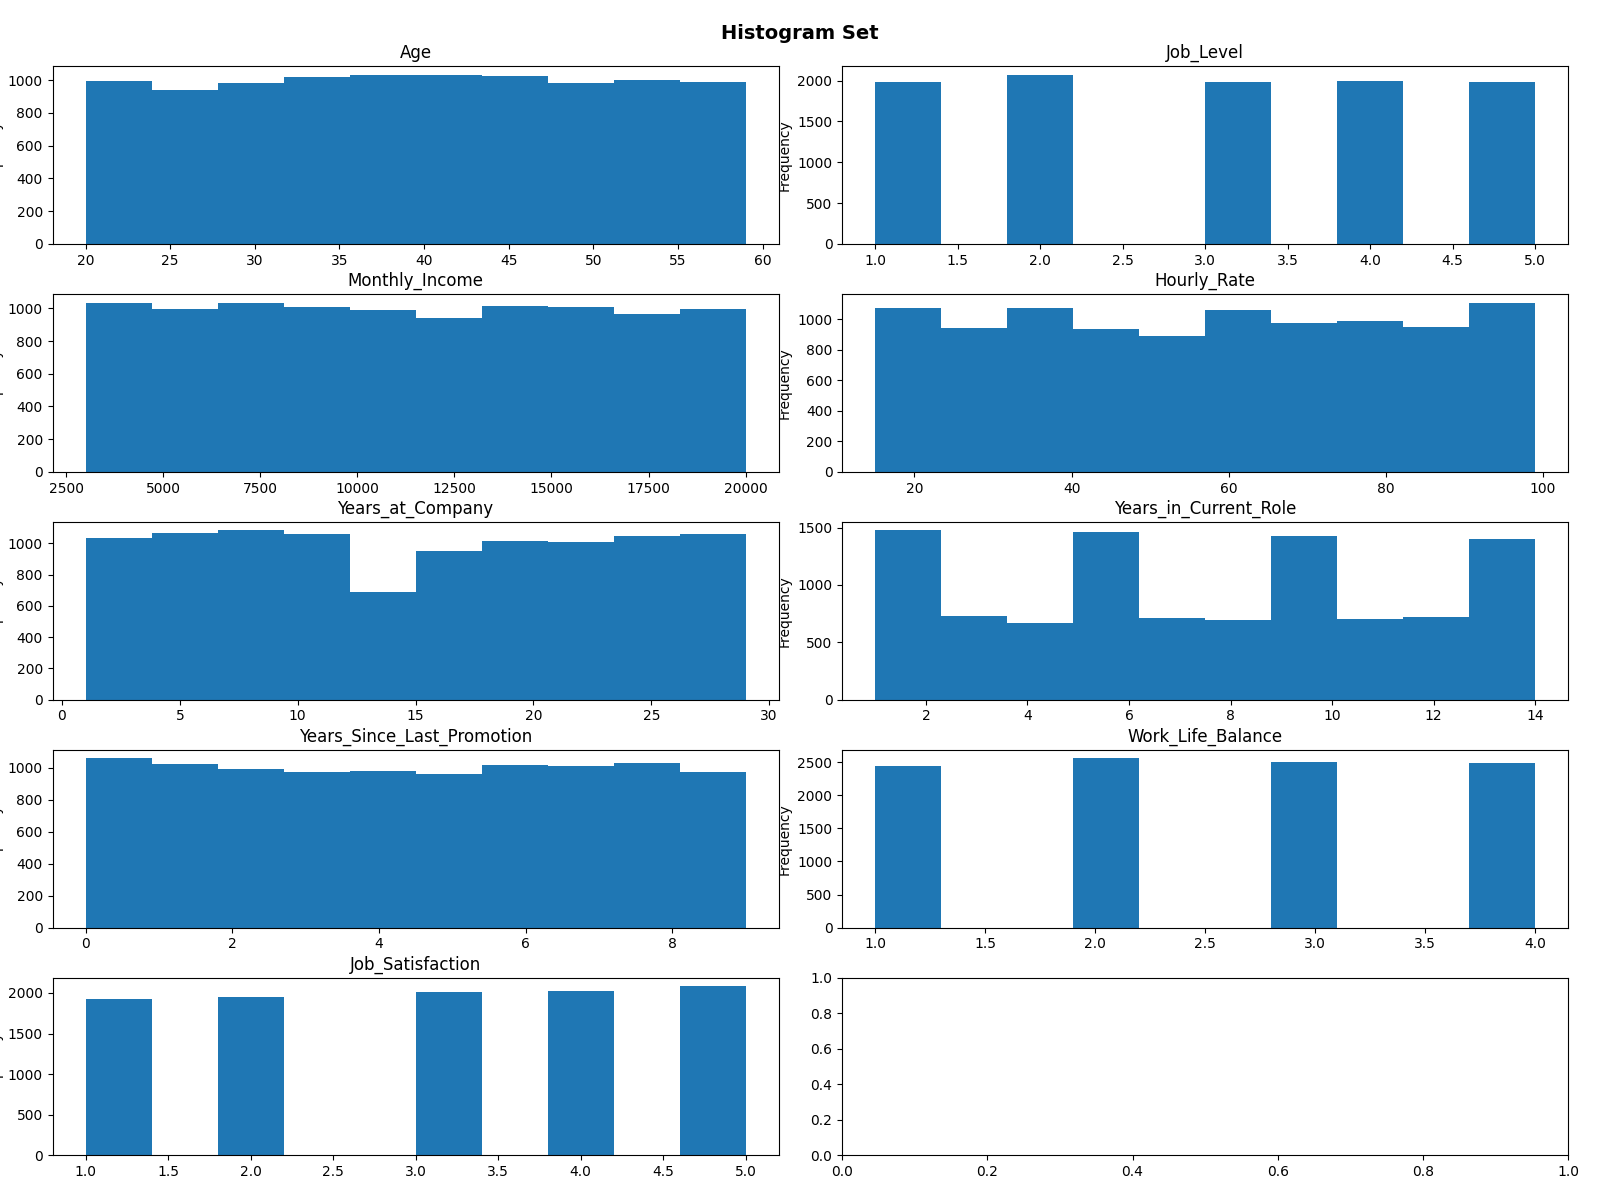 Histogram Set
Age
1000
800
600
400
200
0
20 25 30 35 40 45 50 55 60
Job_Level
Frequency
2000
1500
1000
500
0
1.0 1.5 2.0 2.5 3.0 3.5 4.0 4.5 5.0
Monthly_Income
1000
800
600
400
200
0
2500 5000 7500 10000 12500 15000 17500 20000
Hourly_Rate
Frequency
1000
800
600
400
200
0
20 40 60 80 100
Years_at_Company
1000
800
600
400
200
0
0 5 10 15 20 25 30
Years_in_Current_Role
Frequency
1500
1000
500
0
2 4 6 8 10 12 14
Years_Since_Last_Promotion
1000
800
600
400
200
0
0 2 4 6 8
Work_Life_Balance
Frequency
2500
2000
1500
1000
500
0
1.0 1.5 2.0 2.5 3.0 3.5 4.0
Job_Satisfaction
2000
1500
1000
500
0
1.0 1.5 2.0 2.5 3.0 3.5 4.0 4.5 5.0
1.0
0.8
0.6
0.4
0.2
0.0
0.0 0.2 0.4 0.6 0.8 1.0